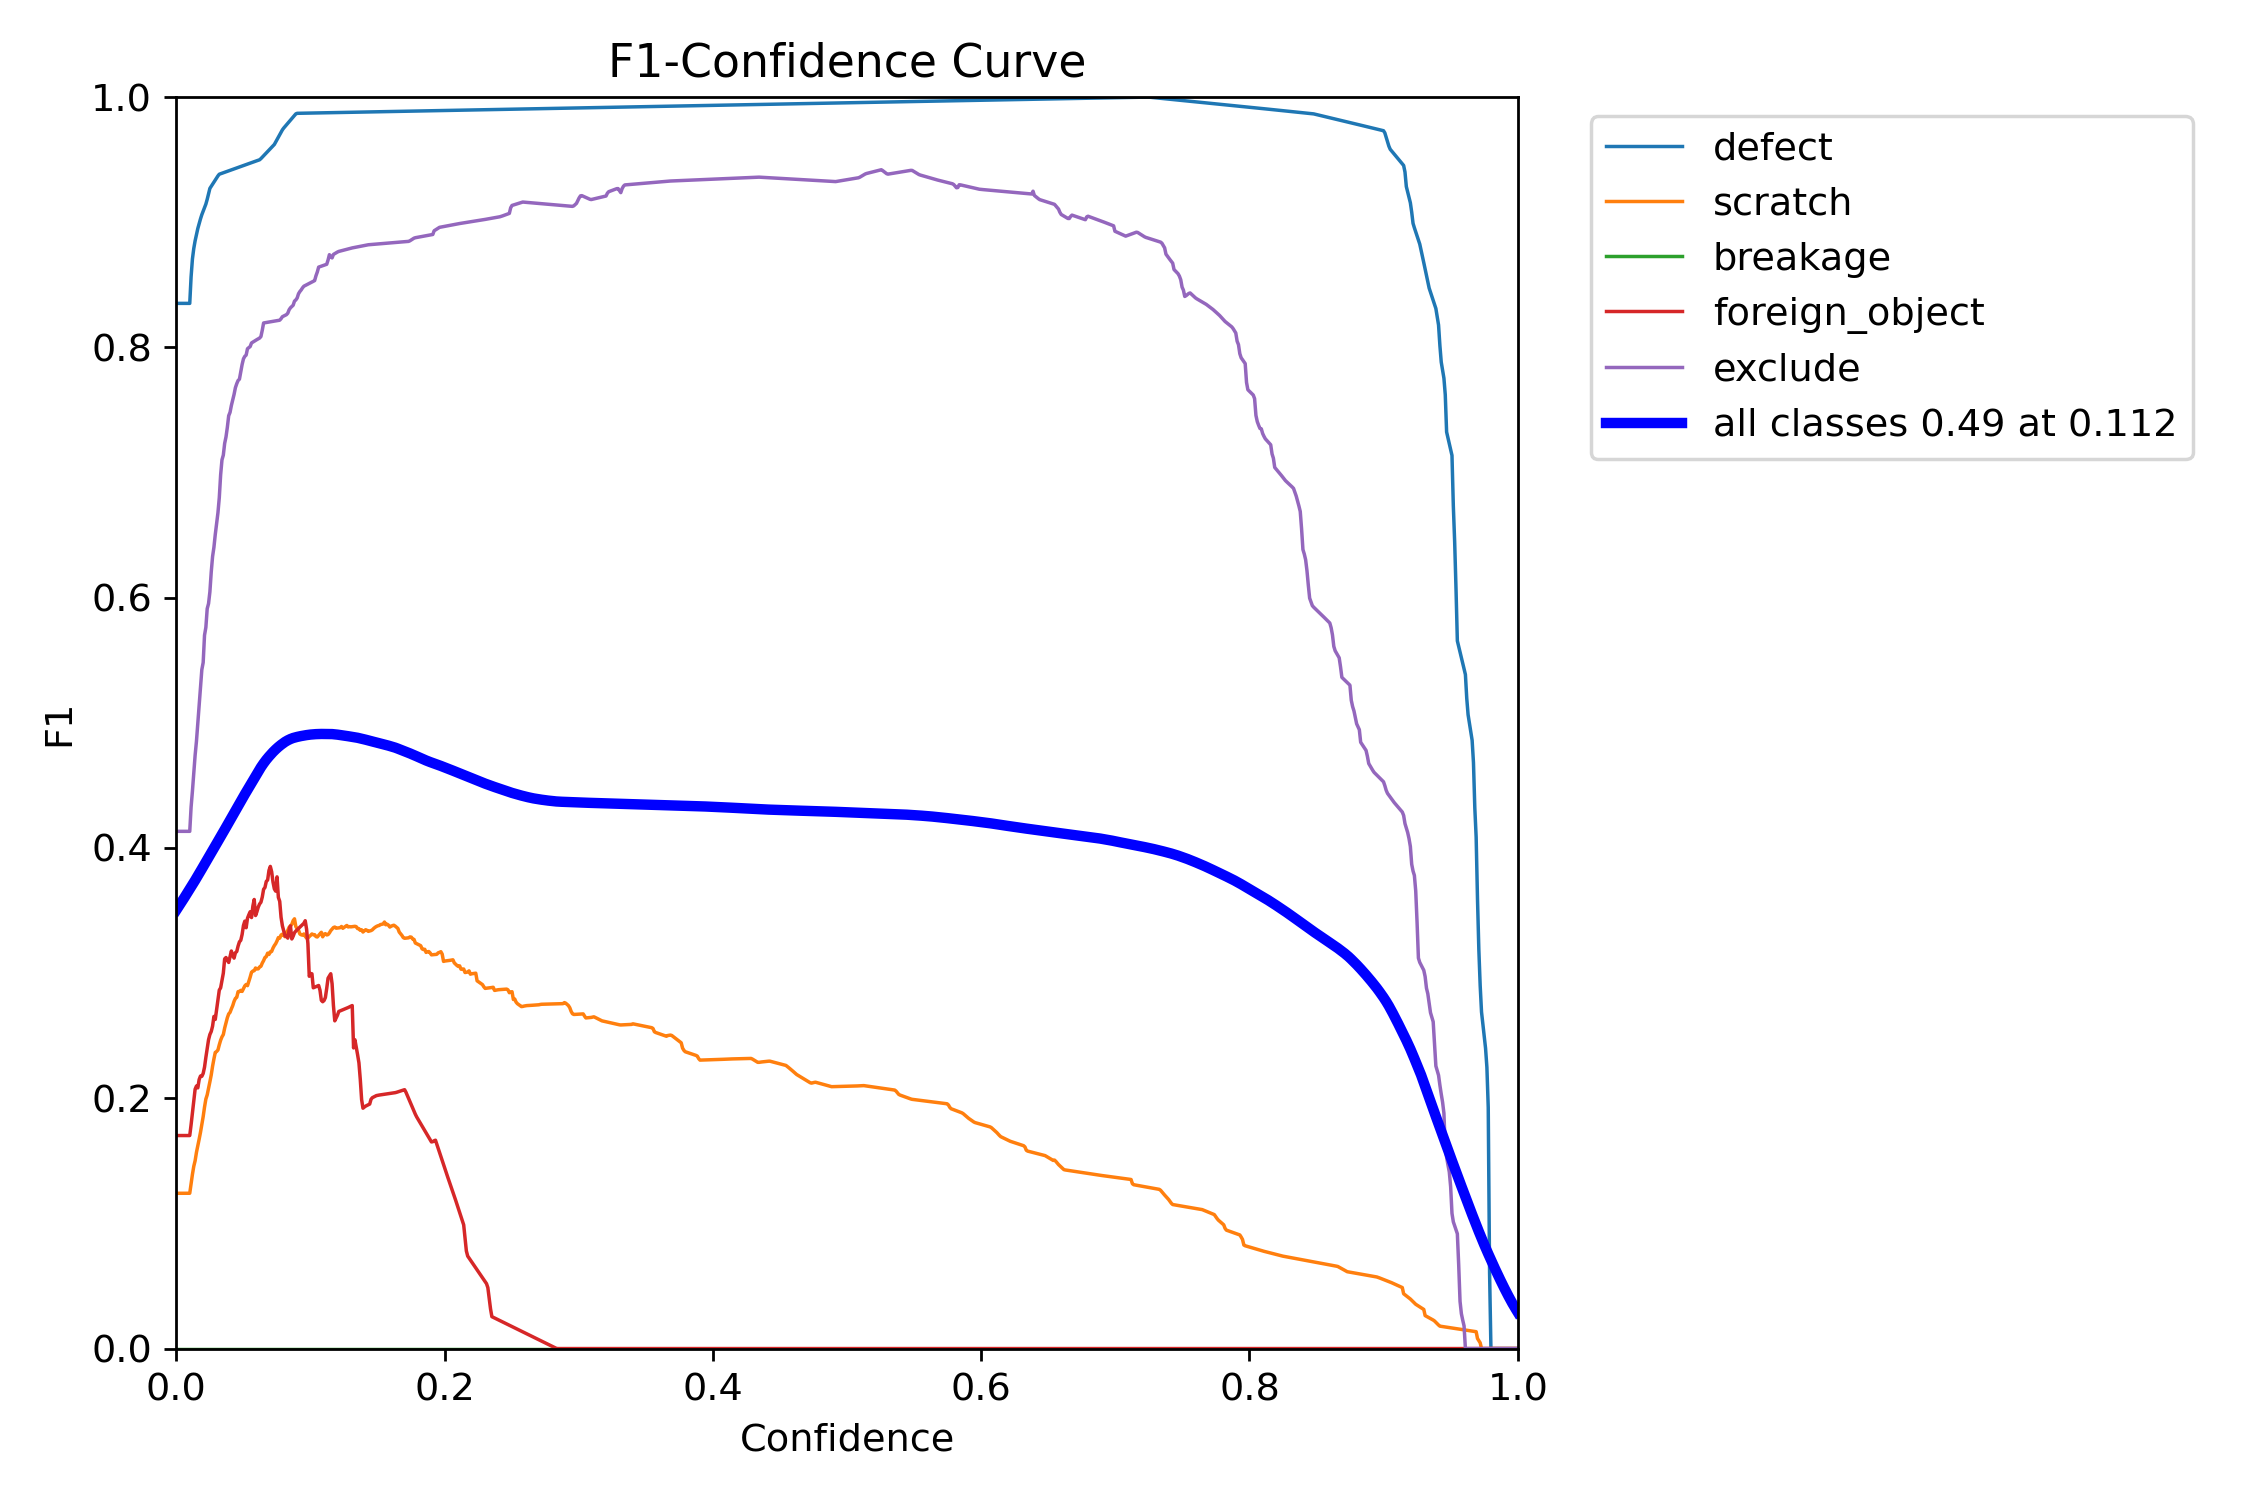 F1-Confidence Curve
1.0
0.8
0.6
0.4
0.2
0.0
F1
0.0 0.2 0.4 0.6 0.8 1.0
Confidence
defect
scratch
breakage
foreign_object
exclude
all classes 0.49 at 0.112